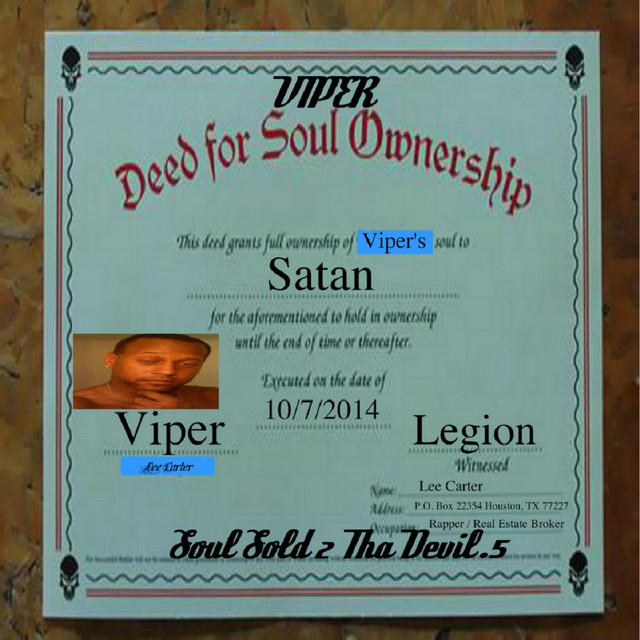 VIPER
Deed for Soul Ownership
This deed grants full ownership of Viper's soul to
Satan
for the aforementioned to hold in ownership
until the end of time or thereafter.
Executed on the date of
10/7/2014
Viper
Legion
Lee Carter
Witnessed
Name: Lee Carter
Address: P.O. Box 22354 Houston, TX 77227
Occupation: Rapper / Real Estate Broker
Soul Sold 2 Tha Devil.5